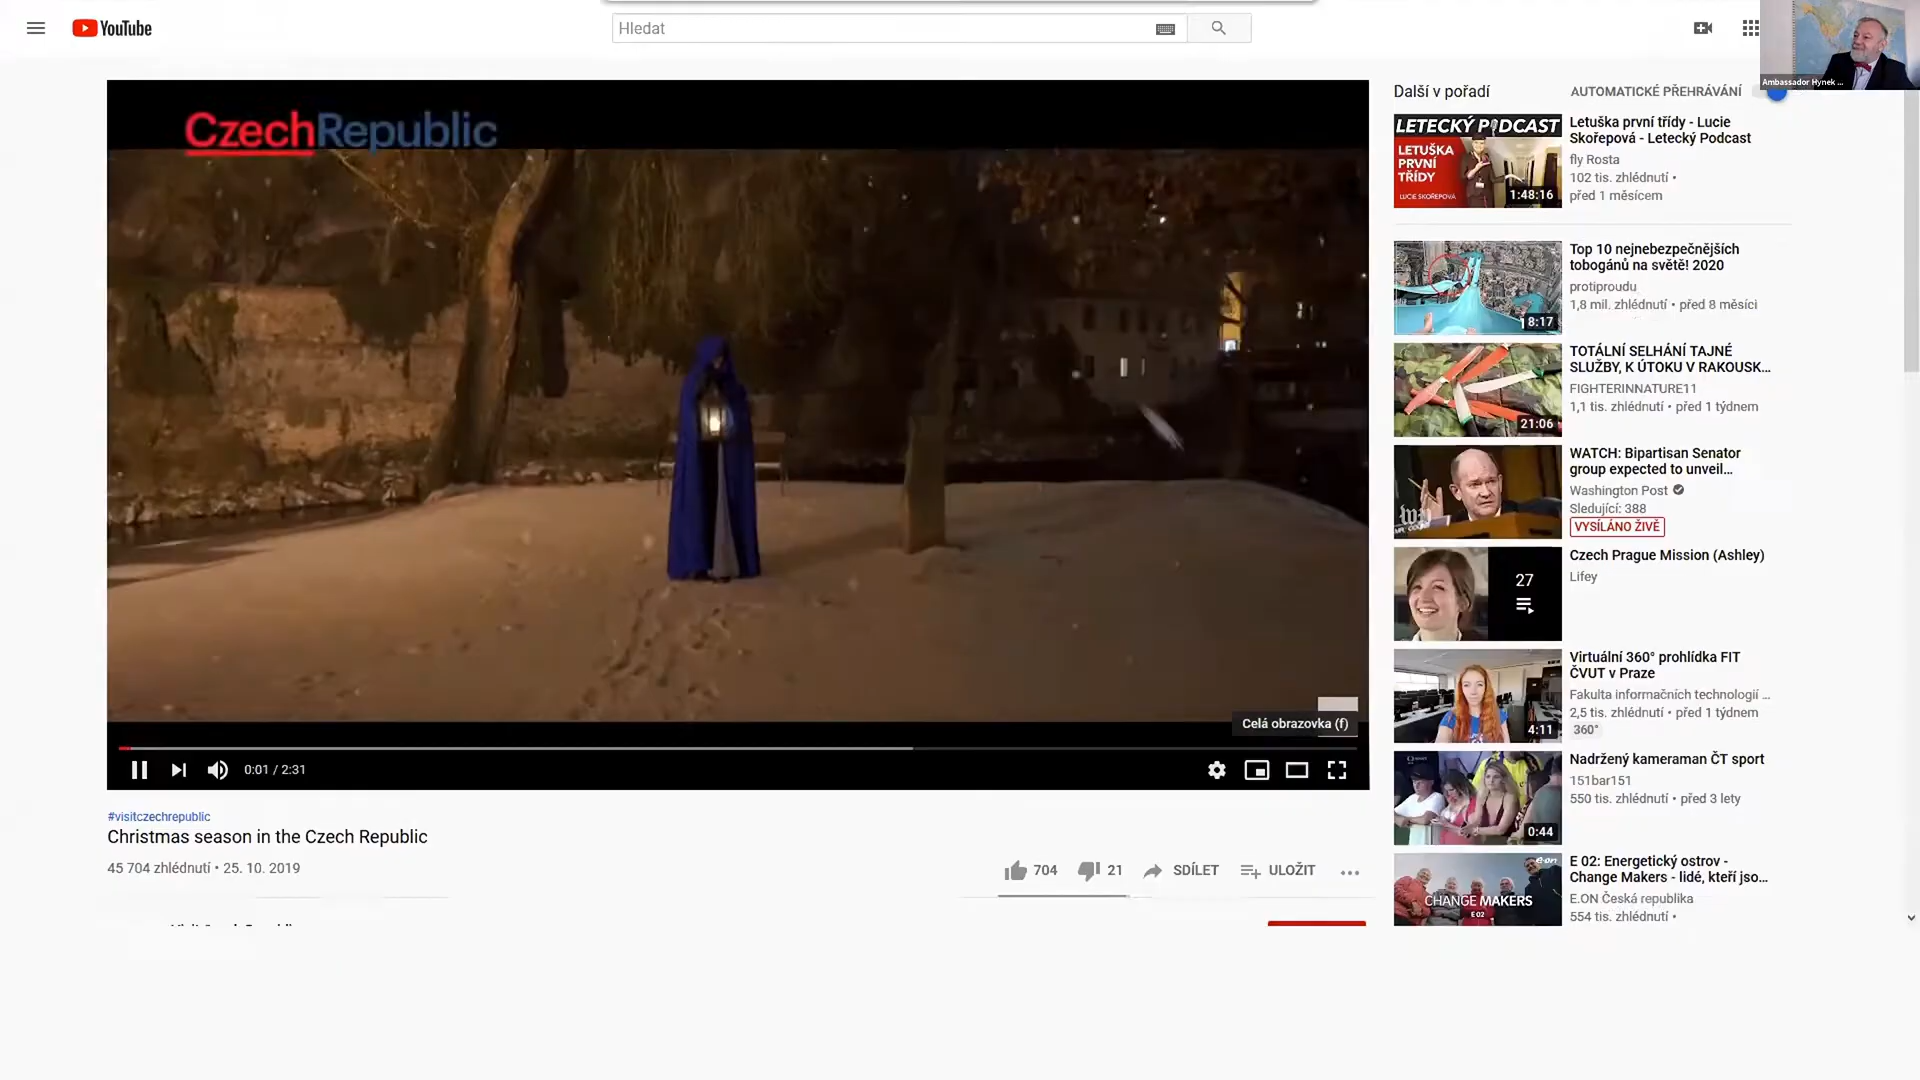 YouTube
Hledat
Ambassador Hynek ...
CzechRepublic
Celá obrazovka (f)
0:01 / 2:31
#visitczechrepublic
Christmas season in the Czech Republic
45 704 zhlédnutí • 25. 10. 2019
704
21
SDÍLET
ULOŽIT
Další v pořadí
AUTOMATICKÉ PŘEHRÁVÁNÍ
LETECKÝ PODCAST
LETUŠKA
PRVNÍ
TŘÍDY
LUCIE SKOŘEPOVÁ
1:48:16
Letuška první třídy - Lucie
Skořepová - Letecký Podcast
fly Rosta
102 tis. zhlédnutí •
před 1 měsícem
8:17
Top 10 nejnebezpečnějších
tobogánů na světě! 2020
protiproudu
1,8 mil. zhlédnutí • před 8 měsíci
21:06
TOTÁLNÍ SELHÁNÍ TAJNÉ
SLUŽBY, K ÚTOKU V RAKOUSK...
FIGHTERINNATURE11
1,1 tis. zhlédnutí • před 1 týdnem
wp
WATCH: Bipartisan Senator
group expected to unveil...
Washington Post
Sledující: 388
VYSÍLÁNO ŽIVĚ
27
Czech Prague Mission (Ashley)
Lifey
4:11
Virtuální 360° prohlídka FIT
ČVUT v Praze
Fakulta informačních technologií ...
2,5 tis. zhlédnutí • před 1 týdnem
360°
0:44
Nadržený kameraman ČT sport
151bar151
550 tis. zhlédnutí • před 3 lety
e·on
CHANGE MAKERS
E 02
E 02: Energetický ostrov -
Change Makers - lidé, kteří jso...
E.ON Česká republika
554 tis. zhlédnutí •